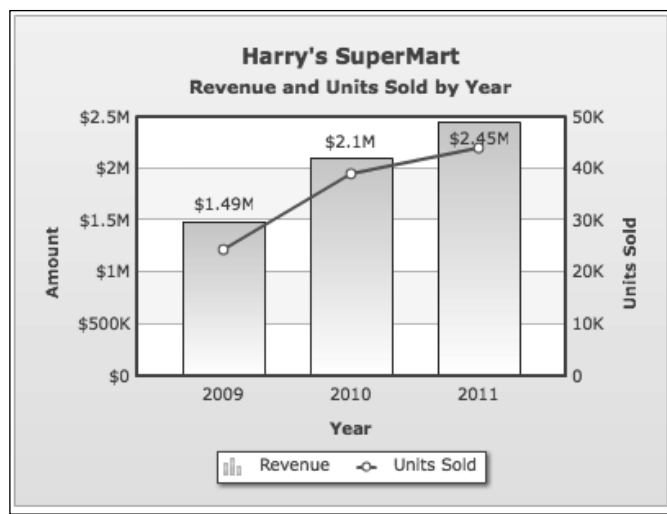 Harry's SuperMart
Revenue and Units Sold by Year
$2.5M
$2M
$1.5M
$1M
$500K
$0
Amount
$1.49M
$2.1M
$2.45M
50K
40K
30K
20K
10K
0
Units Sold
2009 2010 2011
Year
Revenue Units Sold